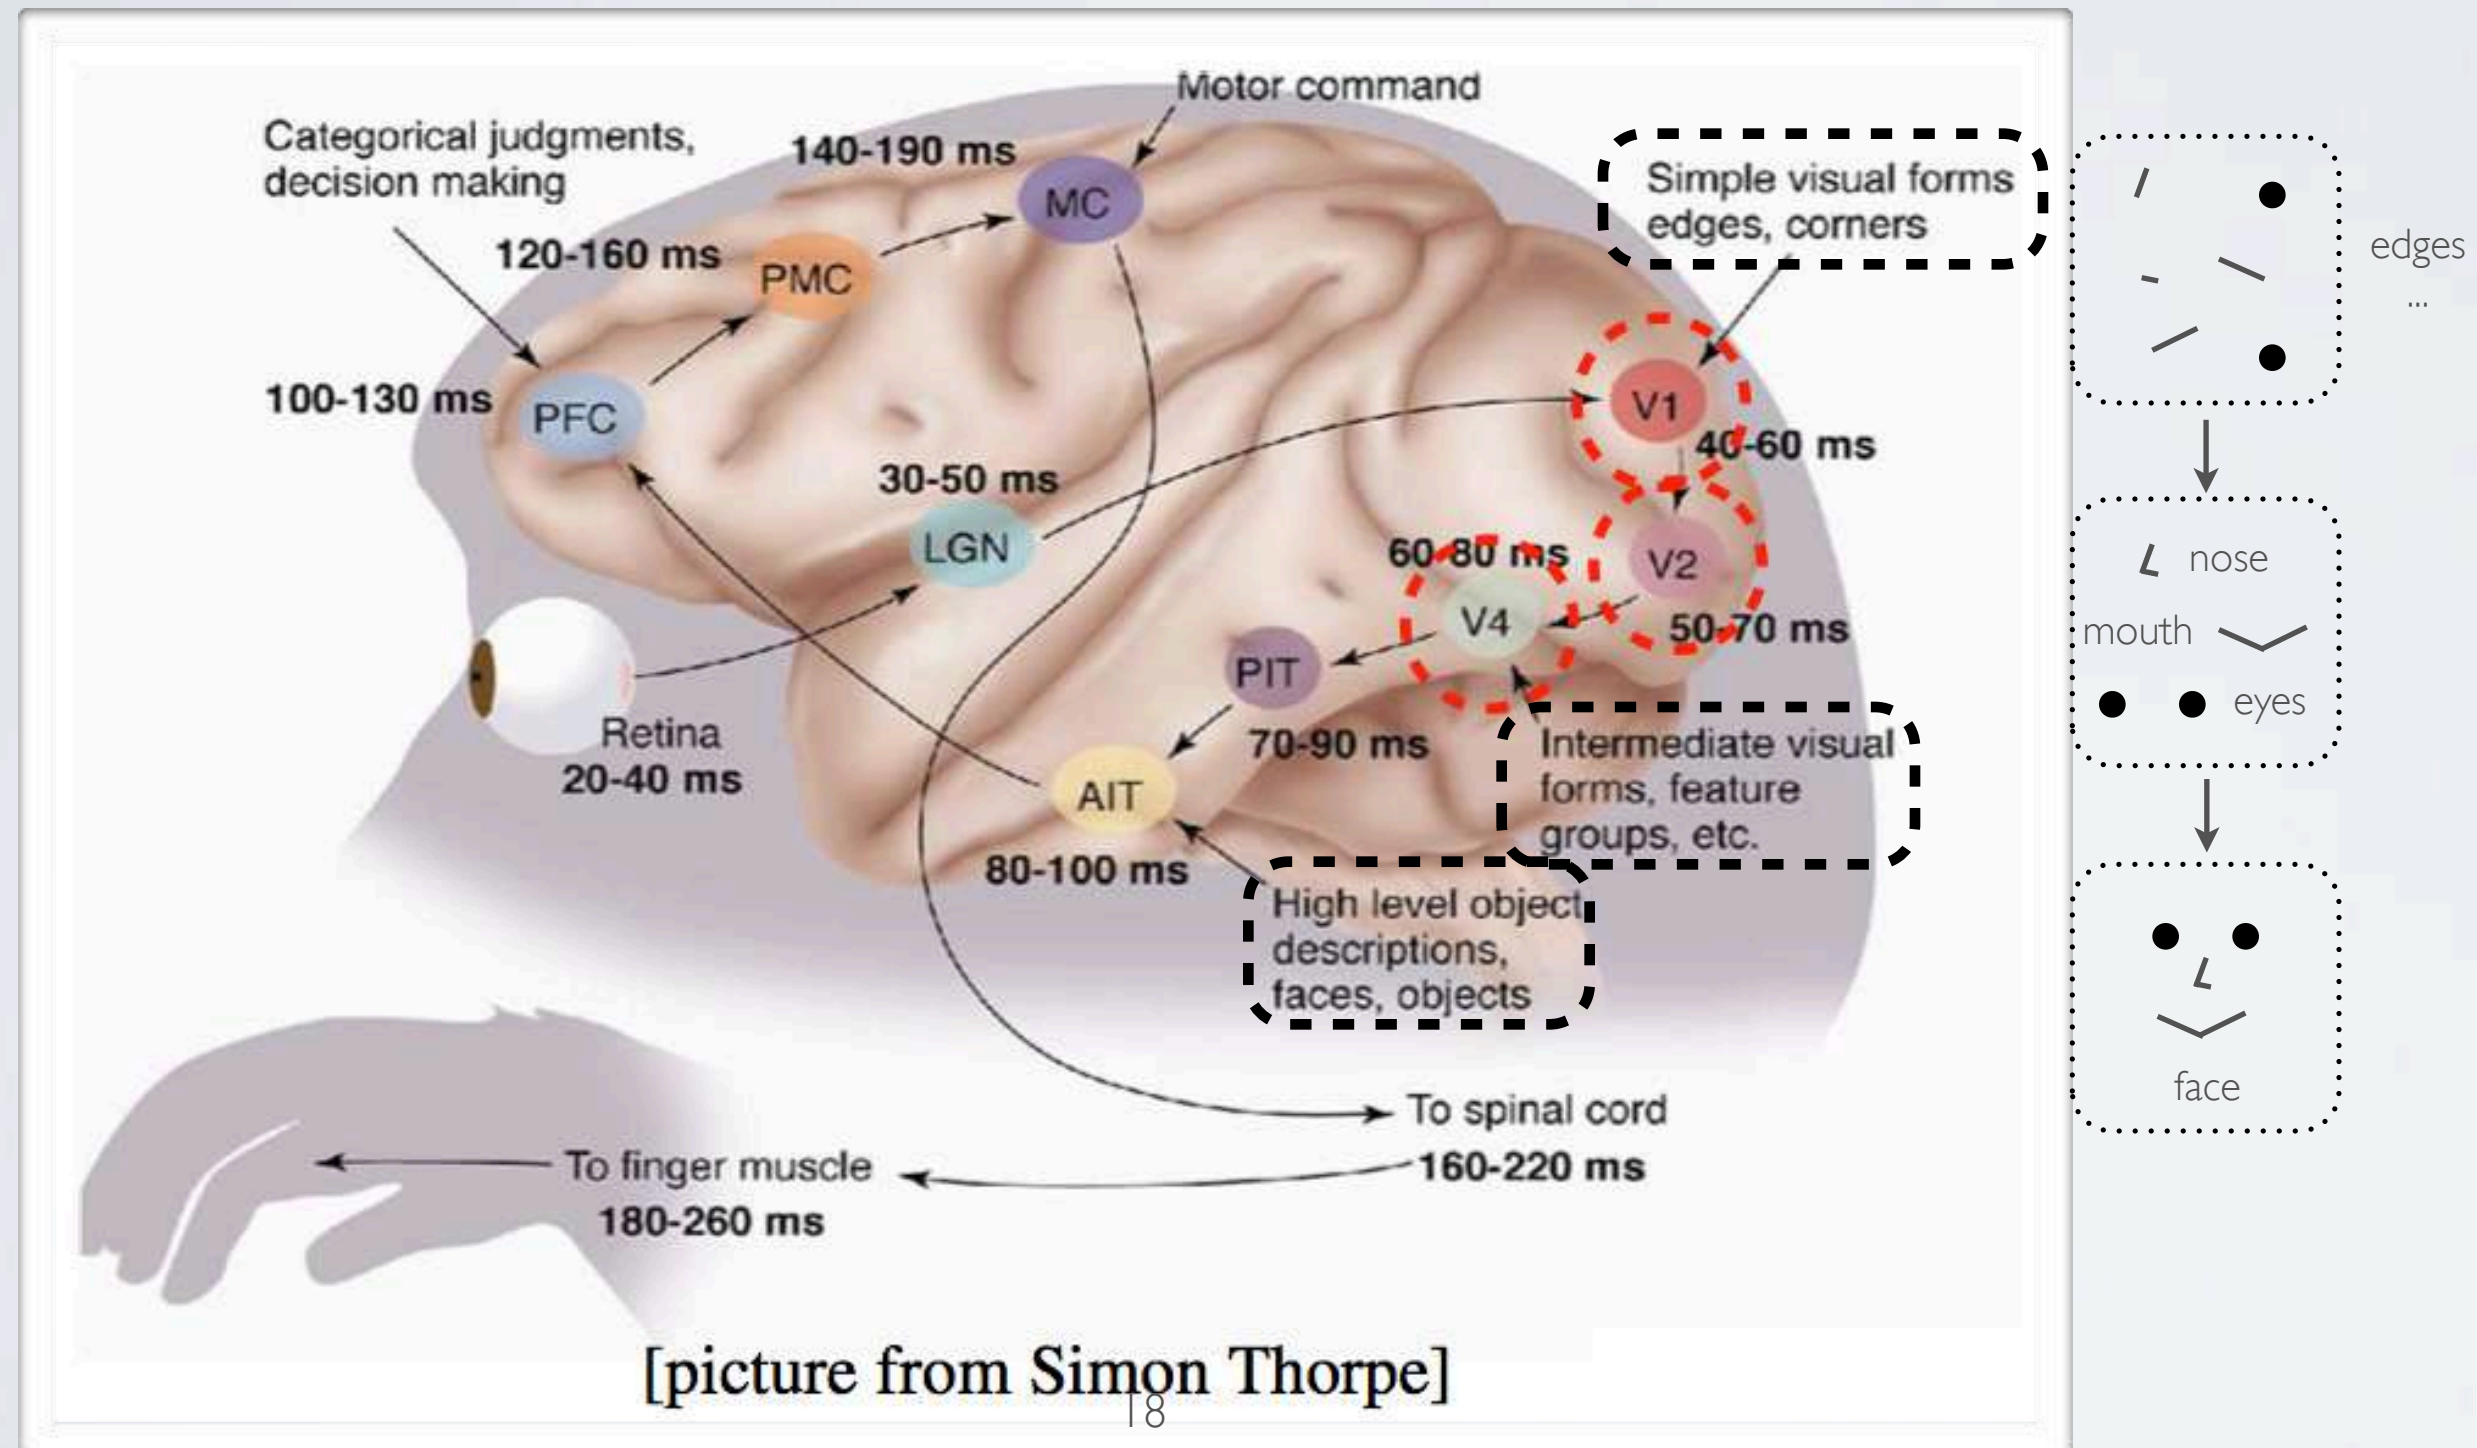 Motor command
Categorical judgments,
decision making
140-190 ms
MC
Simple visual forms
edges, corners
120-160 ms
PMC
100-130 ms
PFC
V1
40-60 ms
30-50 ms
LGN
60-80 ms
V2
V4
50-70 ms
PIT
70-90 ms
Retina
20-40 ms
Intermediate visual
forms, feature
groups, etc.
AIT
80-100 ms
High level object
descriptions,
faces, objects
To spinal cord
160-220 ms
To finger muscle
180-260 ms
[picture from Simon Thorpe]
18
edges
...
nose
mouth
eyes
face